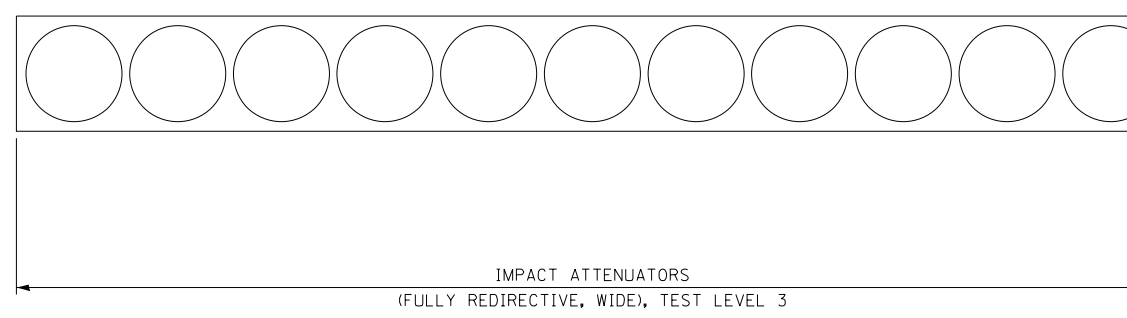 IMPACT ATTENUATORS
(FULLY REDIRECTIVE, WIDE), TEST LEVEL 3